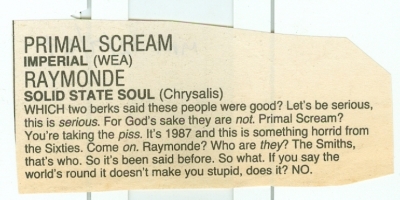 PRIMAL SCREAM
IMPERIAL (WEA)
RAYMONDE
SOLID STATE SOUL (Chrysalis)
WHICH two berks said these people were good? Let's be serious,
this is serious. For God's sake they are not. Primal Scream?
You're taking the piss. It's 1987 and this is something horrid from
the Sixties. Come on. Raymonde? Who are they? The Smiths,
that's who. So it's been said before. So what. If you say the
world's round it doesn't make you stupid, does it? NO.